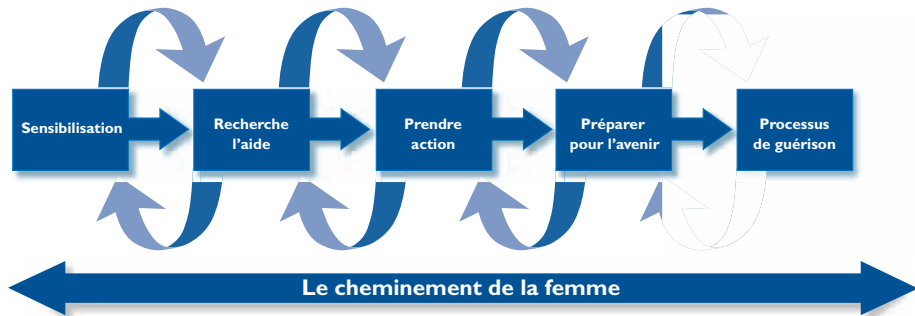 Sensibilisation
Recherche
l’aide
Prendre
action
Préparer
pour l’avenir
Processus
de guérison
Le cheminement de la femme